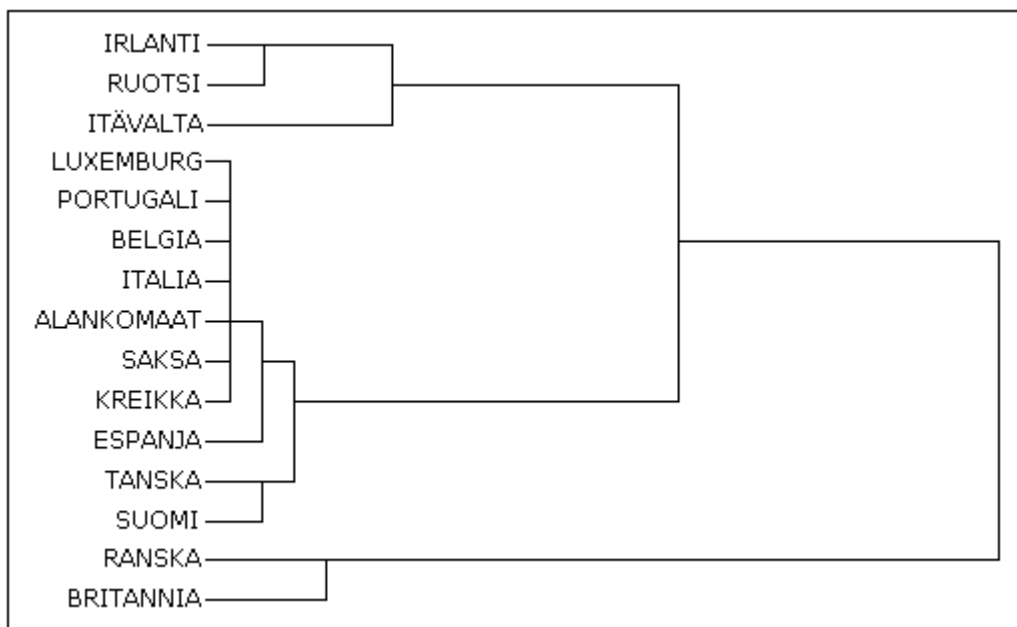 IRLANTI
RUOTSI
ITÄVALTA
LUXEMBURG
PORTUGALI
BELGIA
ITALIA
ALANKOMAAT
SAKSA
KREIKKA
ESPANJA
TANSKA
SUOMI
RANSKA
BRITANNIA